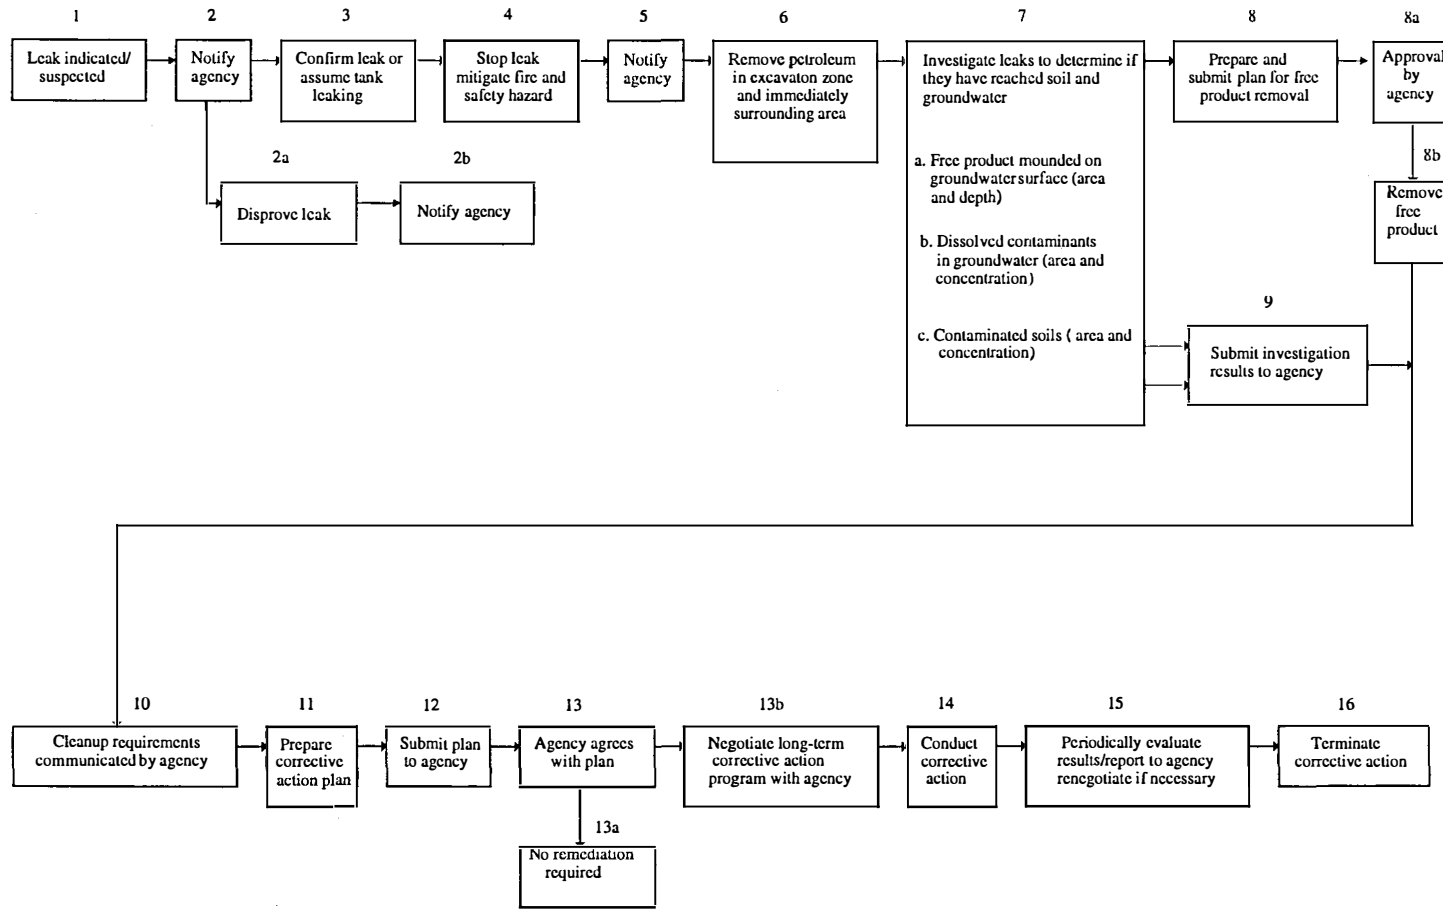 1
Leak indicated/
suspected
2
Notify
agency
3
Confirm leak or
assume tank
leaking
4
Stop leak
mitigate fire and
safety hazard
5
Notify
agency
6
Remove petroleum
in excavaton zone
and immediately
surrounding area
7
Investigate leaks to determine if
they have reached soil and
groundwater
a. Free product mounded on
groundwater surface (area
and depth)
b. Dissolved contaminants
in groundwater (area and
concentration)
c. Contaminated soils ( area and
concentration)
8
Prepare and
submit plan for free
product removal
8a
Approval
by
agency
8b
Remove
free
product
2a
Disprove leak
2b
Notify agency
9
Submit investigation
results to agency
10
Cleanup requirements
communicated by agency
11
Prepare
corrective
action plan
12
Submit plan
to agency
13
Agency agrees
with plan
13a
No remediation
required
13b
Negotiate long-term
corrective action
program with agency
14
Conduct
corrective
action
15
Periodically evaluate
results/report to agency
renegotiate if necessary
16
Terminate
corrective action